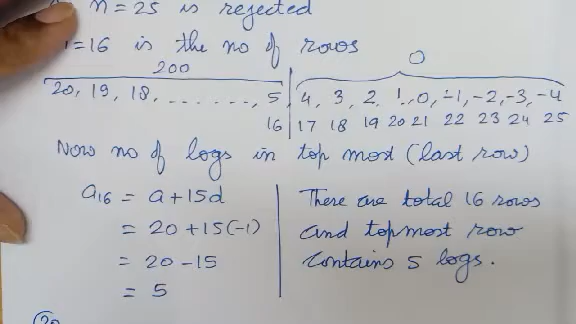 n = 25 is rejected
= 16 is the no of rows
200 0
20, 19, 18, ........, 5, 4, 3, 2, 1, 0, -1, -2, -3, -4
16 17 18 19 20 21 22 23 24 25
Now no of logs in top most (last row)
a16 = a + 15d
= 20 + 15(-1)
= 20 - 15
= 5
There are total 16 rows
and topmost row
contains 5 logs.